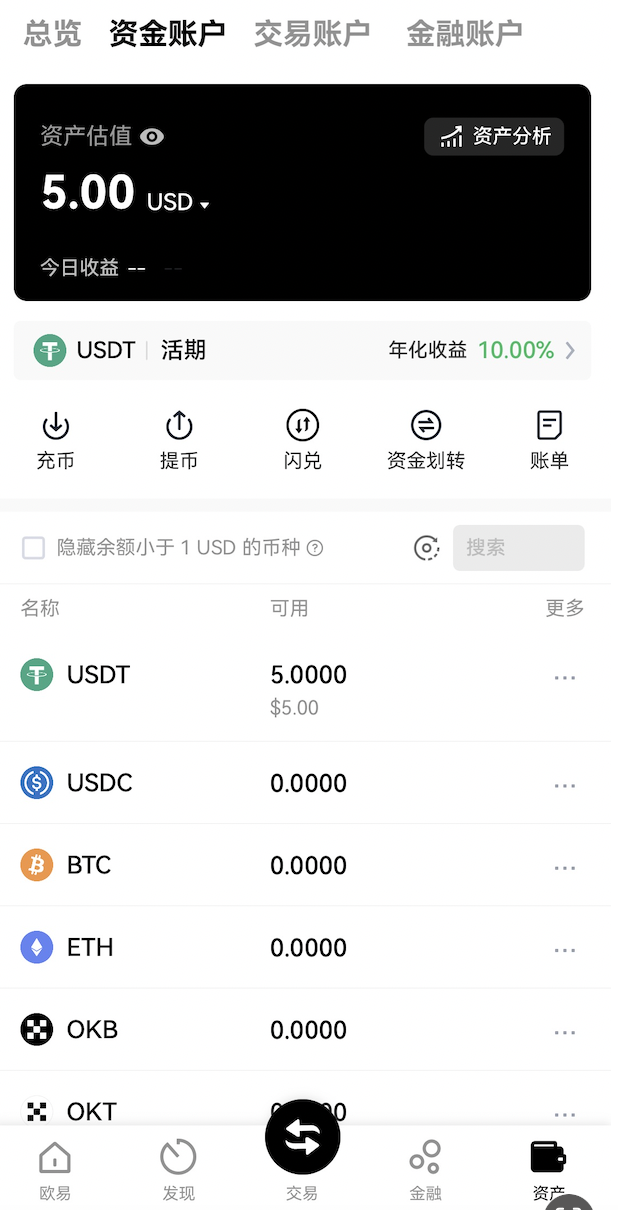 总览 资金账户 交易账户 金融账户
资产估值 资产分析
5.00 USD
今日收益 --
USDT 活期 年化收益 10.00%
充币 提币 闪兑 资金划转 账单
隐藏余额小于 1 USD 的币种 搜索
名称 可用 更多
USDT 5.0000 ...
$5.00
USDC 0.0000 ...
BTC 0.0000 ...
ETH 0.0000 ...
OKB 0.0000 ...
OKT ...
欧易 发现 交易 金融 资产